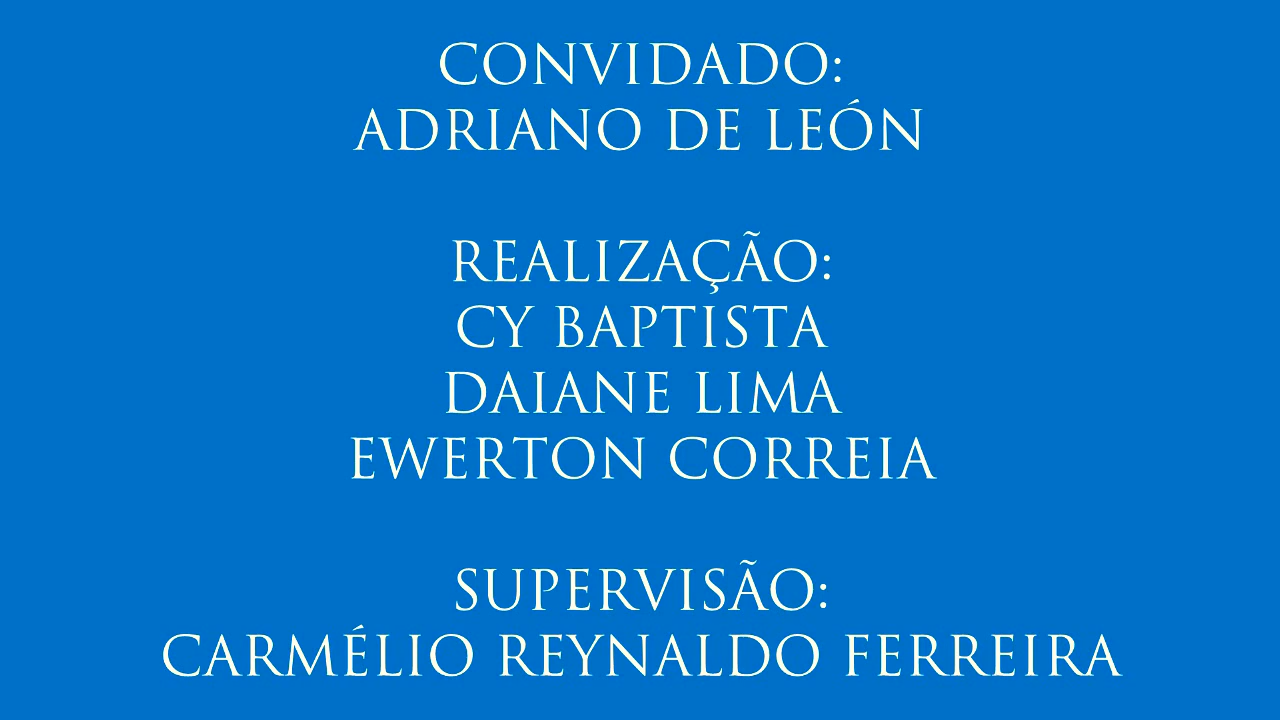 CONVIDADO:
ADRIANO DE LEÓN
REALIZAÇÃO:
CY BAPTISTA
DAIANE LIMA
EWERTON CORREIA
SUPERVISÃO:
CARMÉLIO REYNALDO FERREIRA